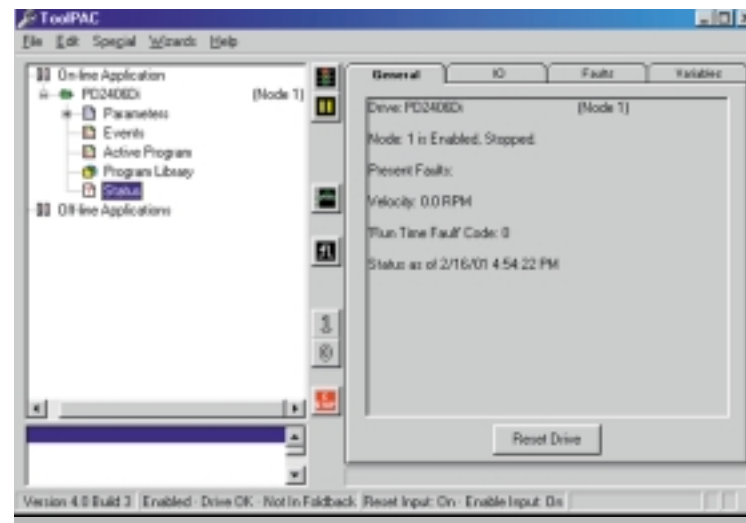 ToolPAC
File Edit Special Wizards Help
On-line Application
PD2406Di (Node 1)
Parameters
Events
Active Program
Program Library
Status
Off-line Applications
STOP
General IO Faults Variables
Drive: PD2406Di (Node 1)
Node: 1 is Enabled, Stopped.
Present Faults:
Velocity: 0.0 RPM
'Run Time Fault' Code: 0
Status as of 2/16/01 4:54:22 PM
Reset Drive
Version 4.0 Build 3 Enabled - Drive OK - Not In Foldback Reset Input: On - Enable Input: On